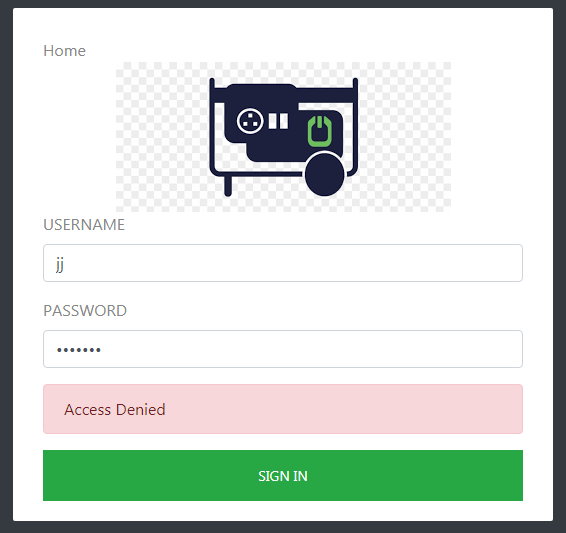 Home
USERNAME
jj
PASSWORD
•••••••
Access Denied
SIGN IN